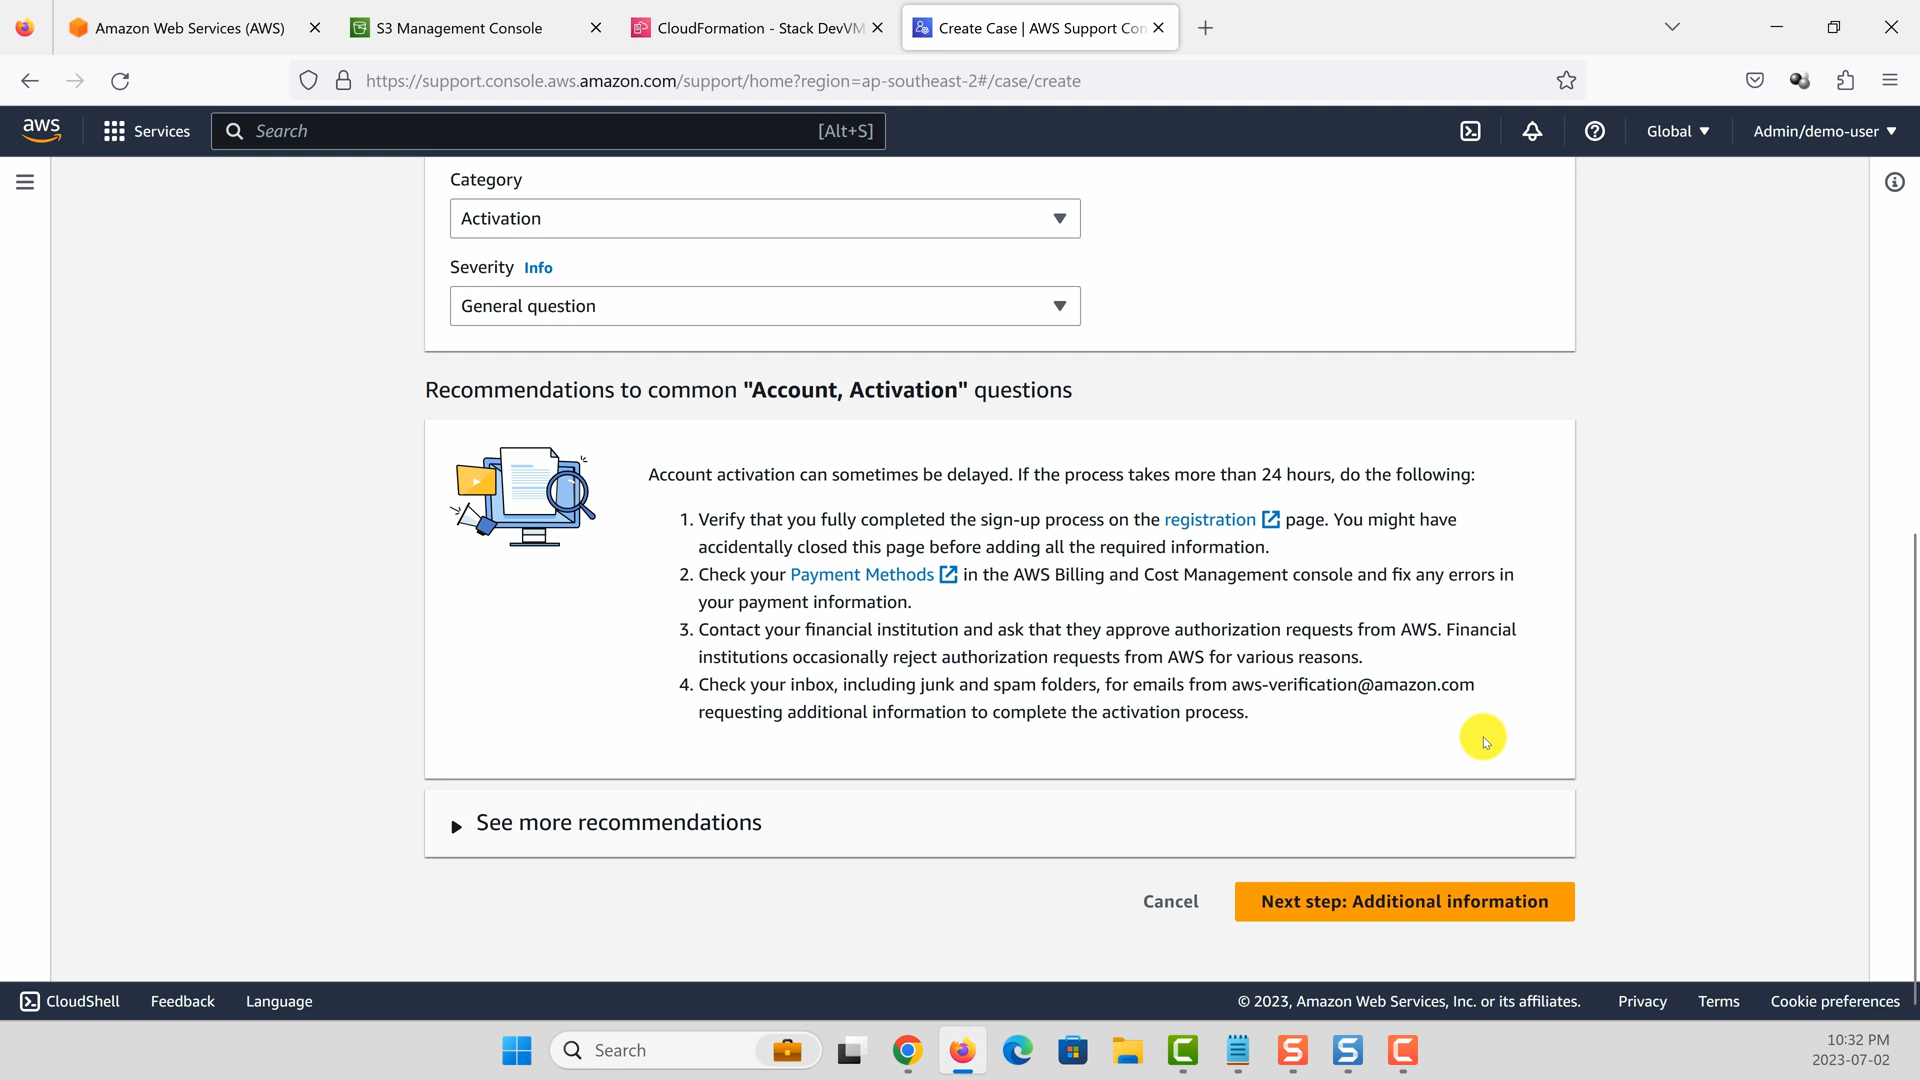 Amazon Web Services (AWS)
S3 Management Console
CloudFormation - Stack DevVM
Create Case | AWS Support Con
https://support.console.aws.amazon.com/support/home?region=ap-southeast-2#/case/create
aws
Services
Search
[Alt+S]
Global
Admin/demo-user
Category
Activation
Severity Info
General question
Recommendations to common "Account, Activation" questions
Account activation can sometimes be delayed. If the process takes more than 24 hours, do the following:
1. Verify that you fully completed the sign-up process on the registration page. You might have
accidentally closed this page before adding all the required information.
2. Check your Payment Methods in the AWS Billing and Cost Management console and fix any errors in
your payment information.
3. Contact your financial institution and ask that they approve authorization requests from AWS. Financial
institutions occasionally reject authorization requests from AWS for various reasons.
4. Check your inbox, including junk and spam folders, for emails from aws-verification@amazon.com
requesting additional information to complete the activation process.
See more recommendations
Cancel
Next step: Additional information
CloudShell
Feedback
Language
© 2023, Amazon Web Services, Inc. or its affiliates.
Privacy
Terms
Cookie preferences
Search
10:32 PM
2023-07-02